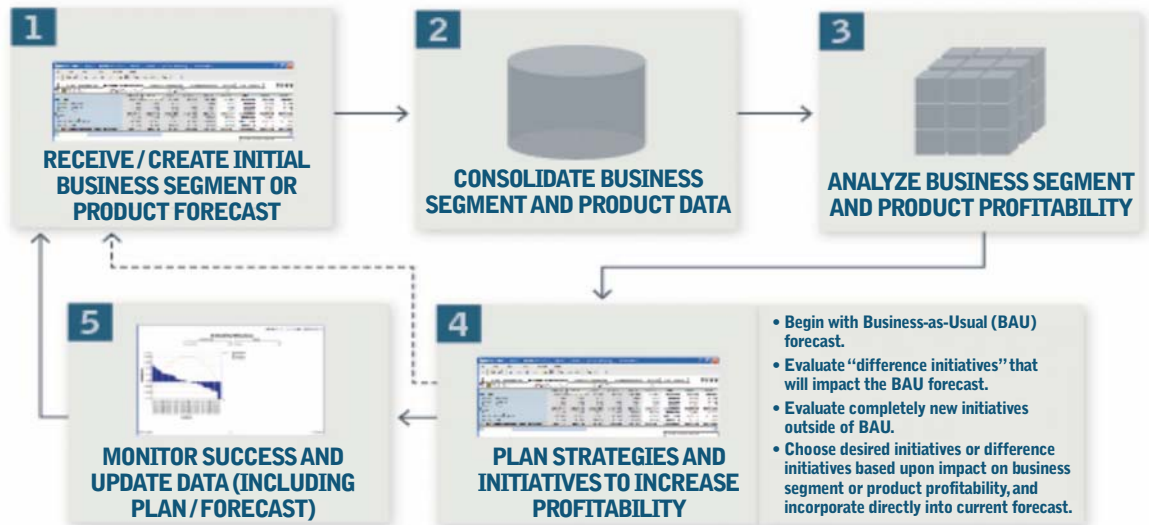 1
RECEIVE / CREATE INITIAL
BUSINESS SEGMENT OR
PRODUCT FORECAST
2
CONSOLIDATE BUSINESS
SEGMENT AND PRODUCT DATA
3
ANALYZE BUSINESS SEGMENT
AND PRODUCT PROFITABILITY
5
MONITOR SUCCESS AND
UPDATE DATA (INCLUDING
PLAN / FORECAST)
4
PLAN STRATEGIES AND
INITIATIVES TO INCREASE
PROFITABILITY
• Begin with Business-as-Usual (BAU)
forecast.
• Evaluate “difference initiatives” that
will impact the BAU forecast.
• Evaluate completely new initiatives
outside of BAU.
• Choose desired initiatives or difference
initiatives based upon impact on business
segment or product profitability, and
incorporate directly into current forecast.